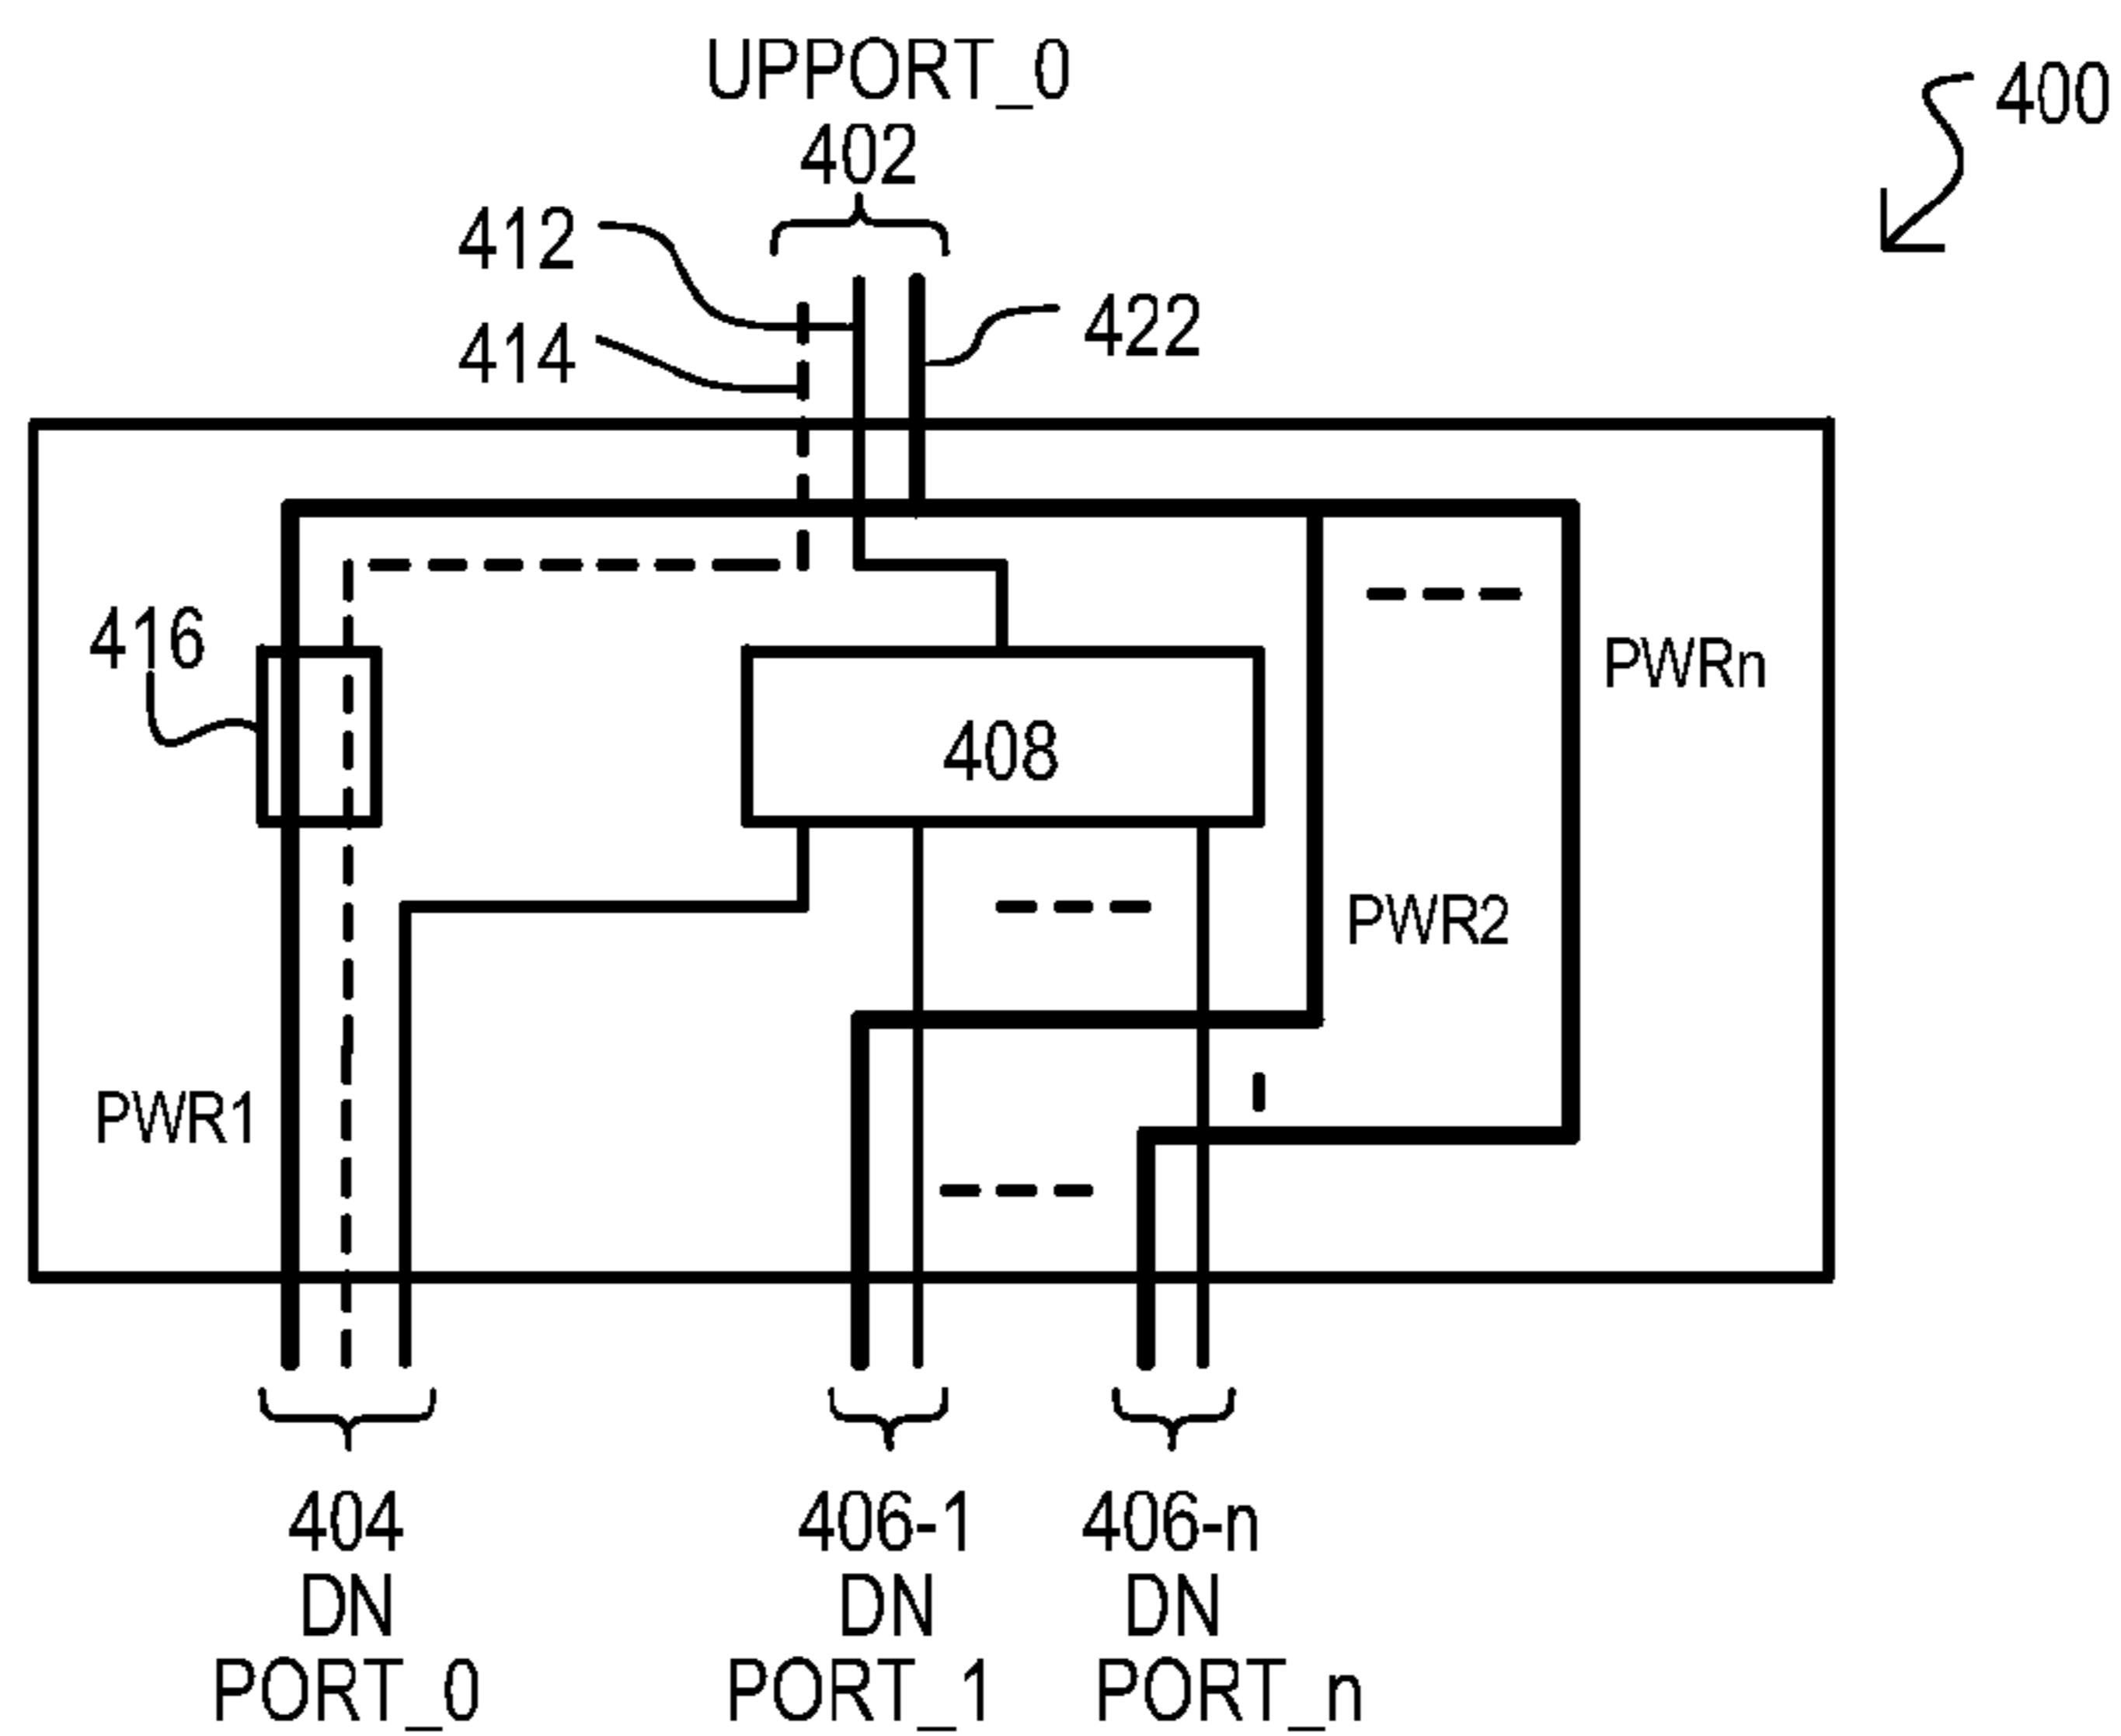 UPPORT_0
400
402
412
422
414
416
PWRn
408
PWR2
PWR1
404
406-1
406-n
DN
DN
DN
PORT_0
PORT_1
PORT_n